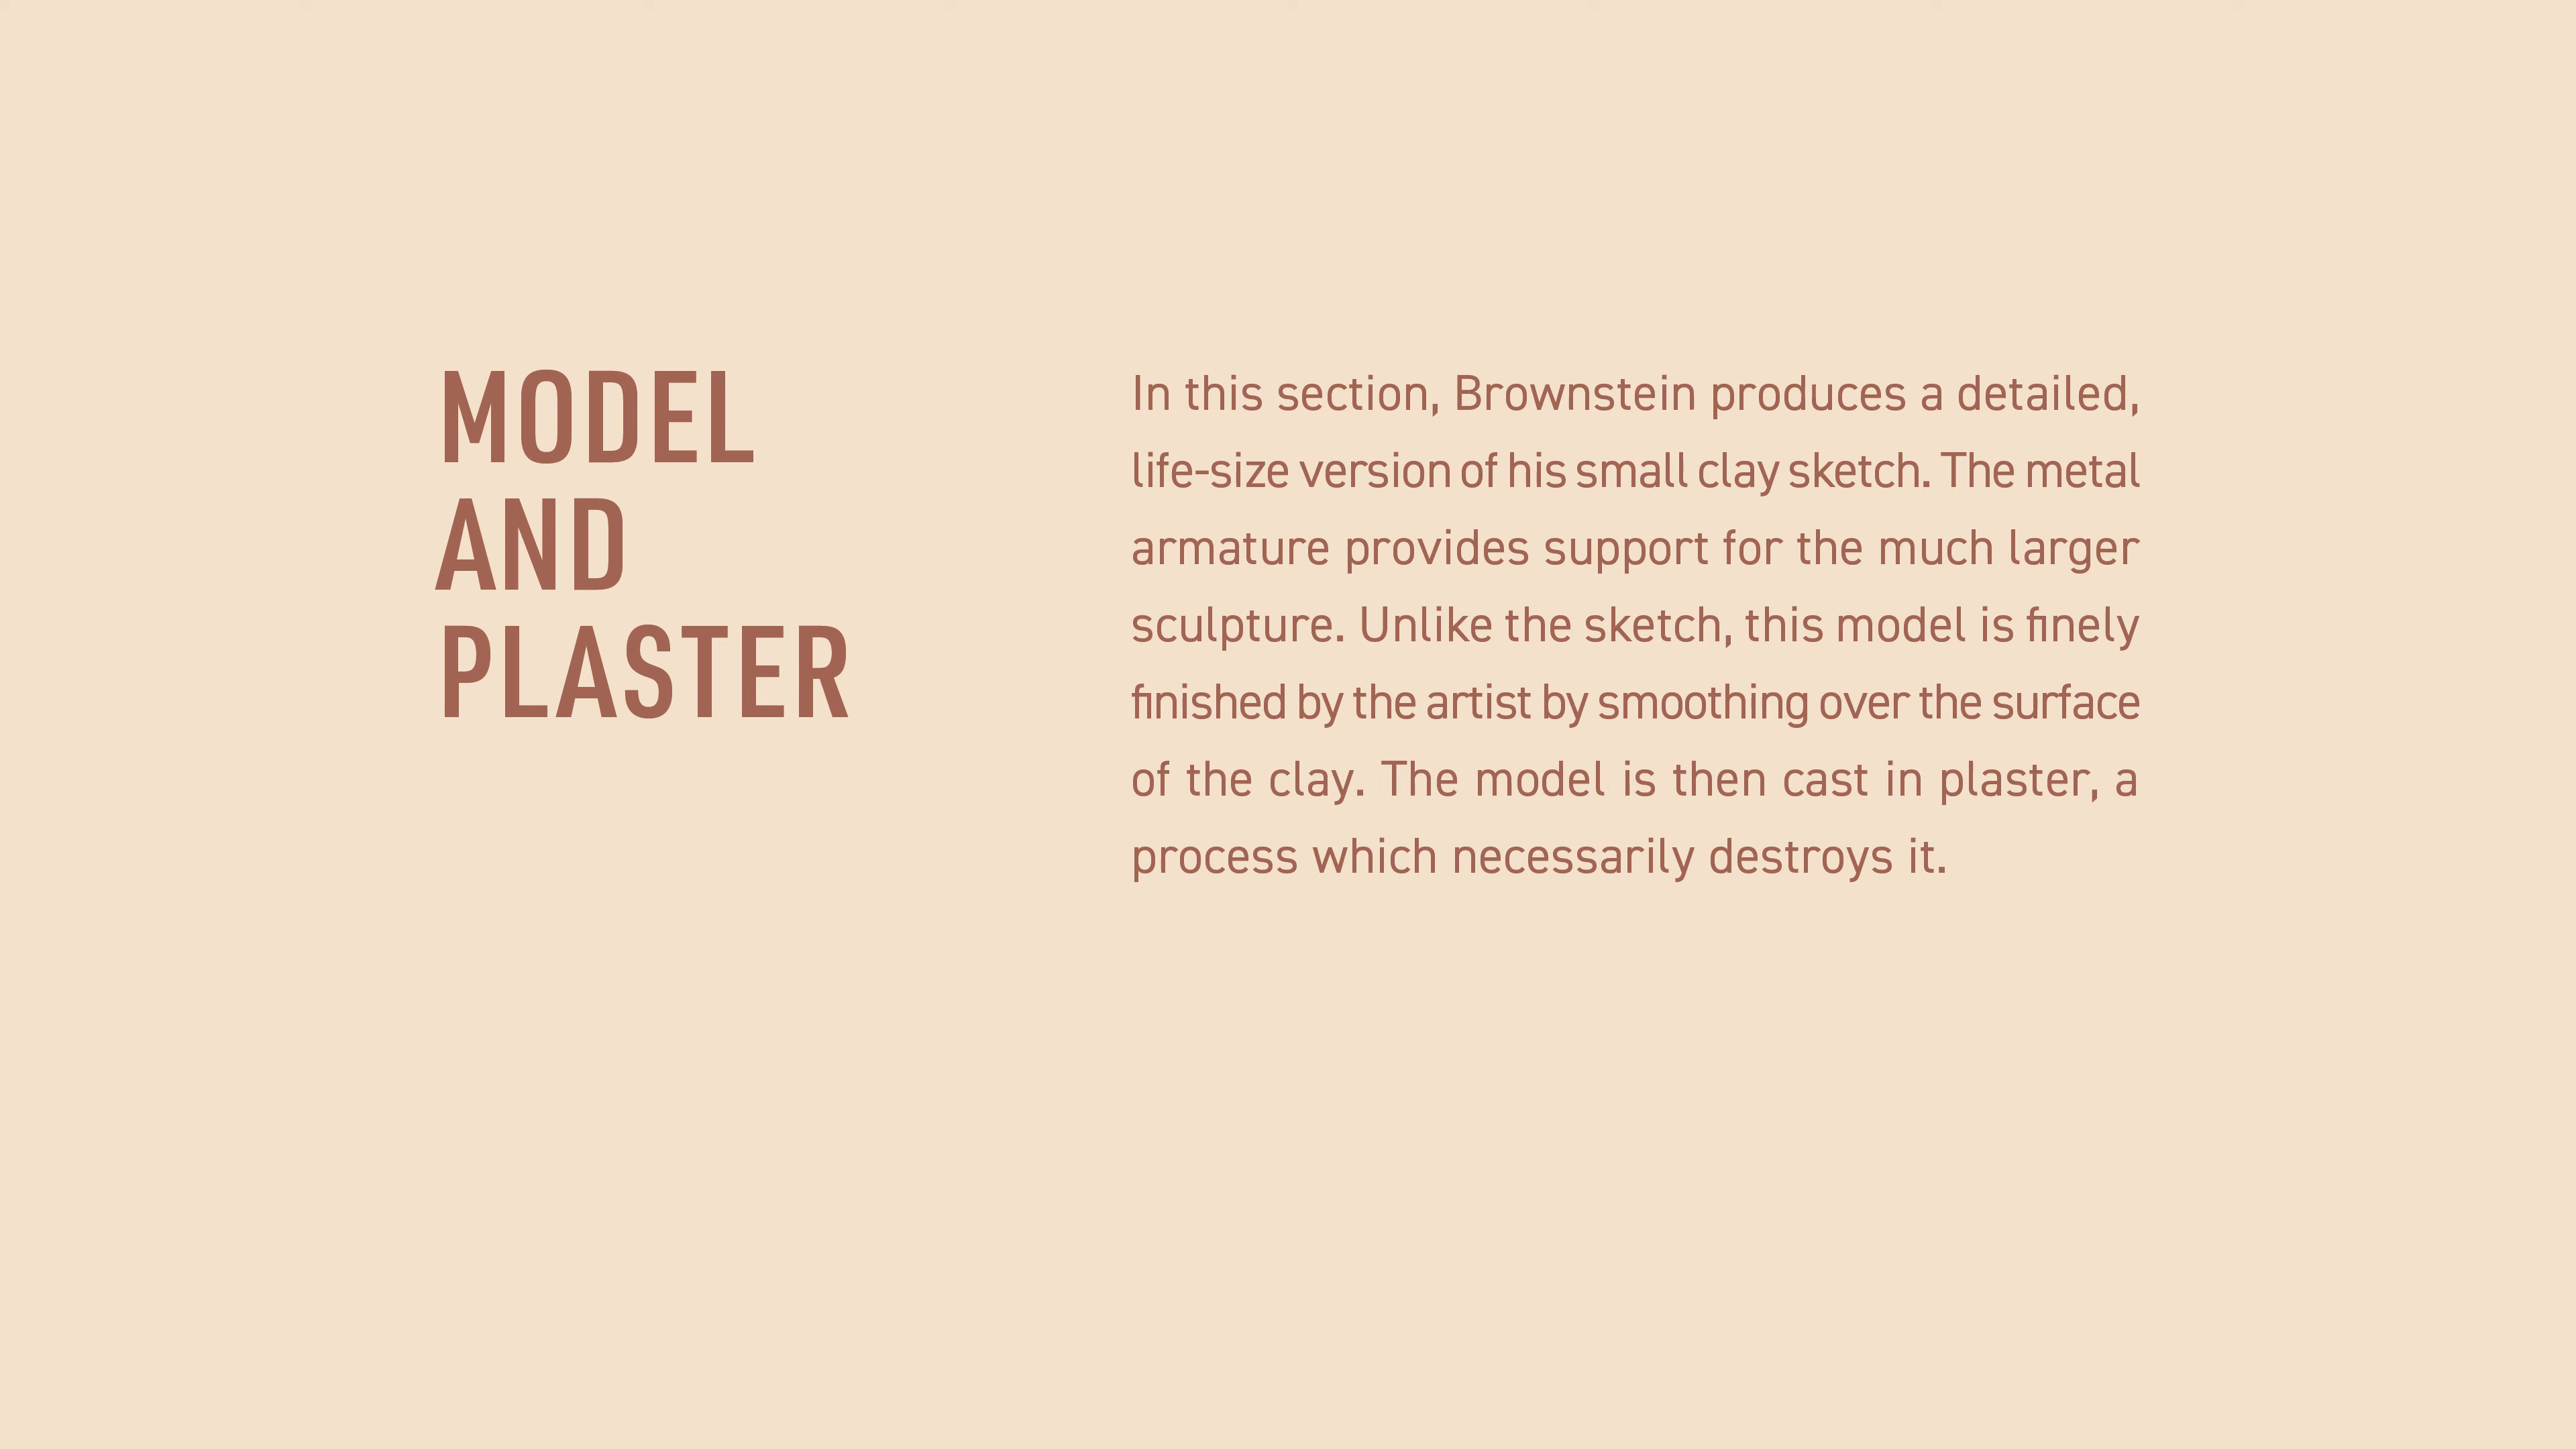 MODEL
AND
PLASTER
In this section, Brownstein produces a detailed,
life-size version of his small clay sketch. The metal
armature provides support for the much larger
sculpture. Unlike the sketch, this model is finely
finished by the artist by smoothing over the surface
of the clay. The model is then cast in plaster, a
process which necessarily destroys it.